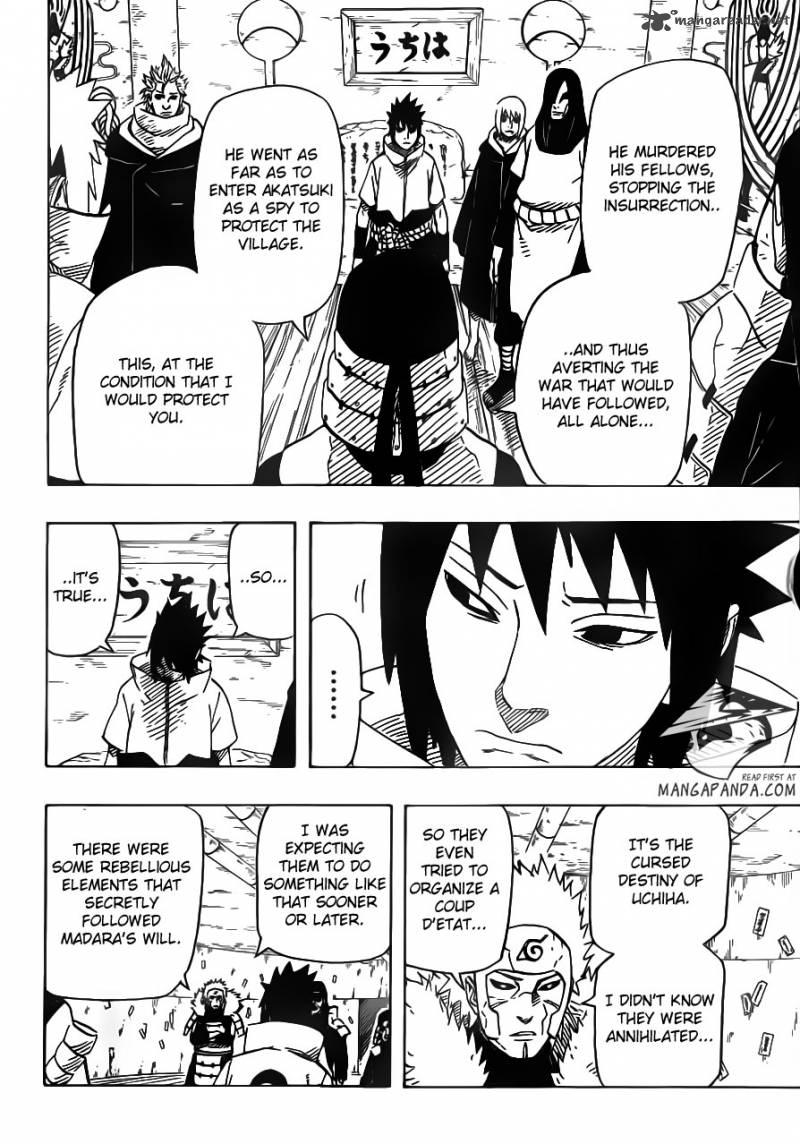 mangareader.net
うちは
HE MURDERED
HIS FELLOWS,
STOPPING THE
INSURRECTION..
..AND THUS
AVERTING THE
WAR THAT WOULD
HAVE FOLLOWED,
ALL ALONE...
HE WENT AS
FAR AS TO
ENTER AKATSUKI
AS A SPY TO
PROTECT THE
VILLAGE.
THIS, AT THE
CONDITION THAT I
WOULD PROTECT
YOU.
........
..SO...
..IT'S
TRUE...
うちは
READ FIRST AT
MANGAPANDA.COM
IT'S THE
CURSED
DESTINY OF
UCHIHA.
I DIDN'T KNOW
THEY WERE
ANNIHILATED...
SO THEY
EVEN
TRIED TO
ORGANIZE A
COUP
D'ETAT...
I WAS
EXPECTING
THEM TO DO
SOMETHING LIKE
THAT SOONER
OR LATER.
THERE WERE
SOME REBELLIOUS
ELEMENTS THAT
SECRETLY
FOLLOWED
MADARA'S WILL.